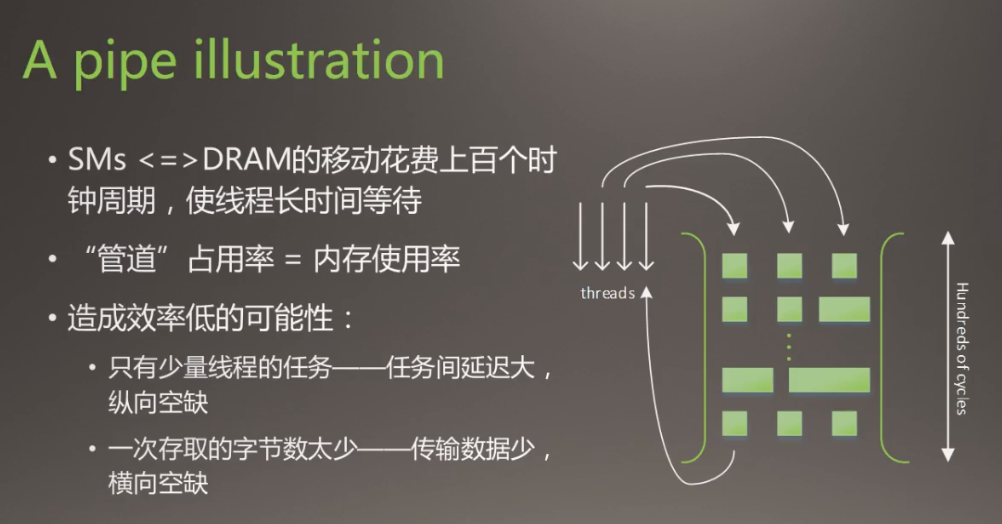 A pipe illustration
• SMs <=>DRAM的移动花费上百个时
钟周期，使线程长时间等待
• “管道”占用率 = 内存使用率
• 造成效率低的可能性：
• 只有少量线程的任务——任务间延迟大，
纵向空缺
• 一次存取的字节数太少——传输数据少，
横向空缺
threads
Hundreds of cycles